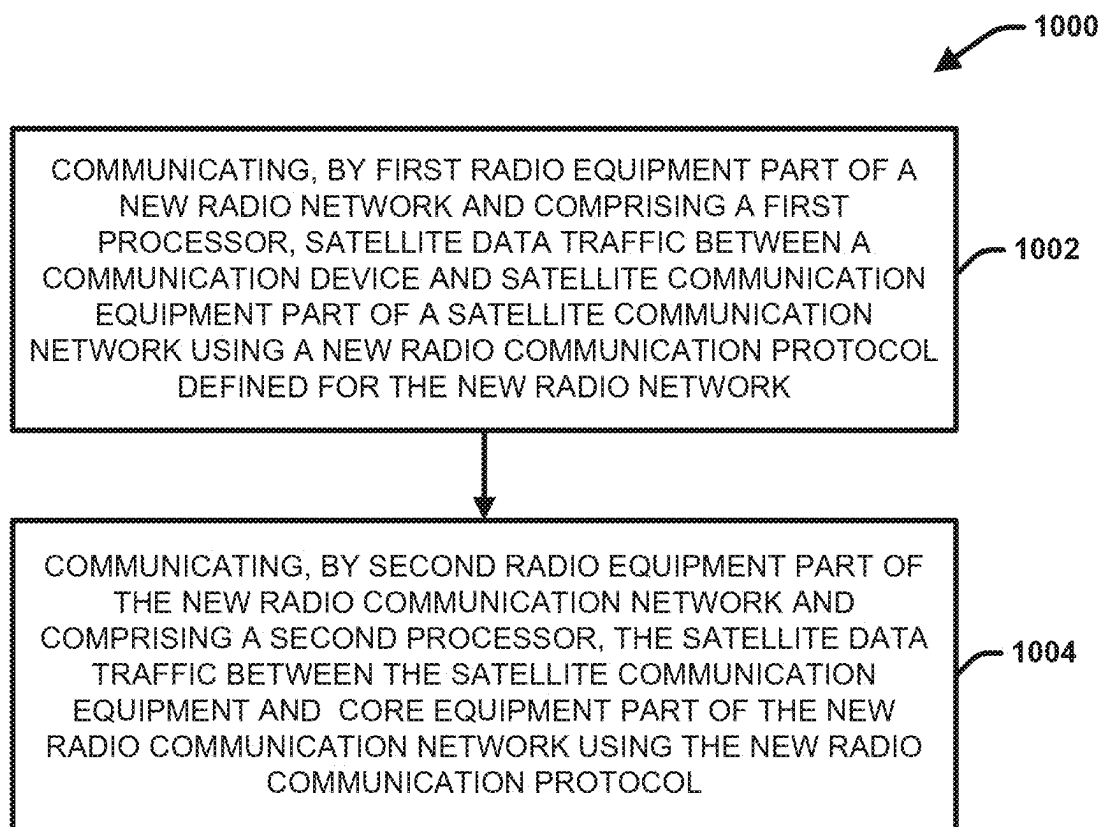 1000
COMMUNICATING, BY FIRST RADIO EQUIPMENT PART OF A
NEW RADIO NETWORK AND COMPRISING A FIRST
PROCESSOR, SATELLITE DATA TRAFFIC BETWEEN A
COMMUNICATION DEVICE AND SATELLITE COMMUNICATION
EQUIPMENT PART OF A SATELLITE COMMUNICATION
NETWORK USING A NEW RADIO COMMUNICATION PROTOCOL
DEFINED FOR THE NEW RADIO NETWORK
1002
COMMUNICATING, BY SECOND RADIO EQUIPMENT PART OF
THE NEW RADIO COMMUNICATION NETWORK AND
COMPRISING A SECOND PROCESSOR, THE SATELLITE DATA
TRAFFIC BETWEEN THE SATELLITE COMMUNICATION
EQUIPMENT AND CORE EQUIPMENT PART OF THE NEW
RADIO COMMUNICATION NETWORK USING THE NEW RADIO
COMMUNICATION PROTOCOL
1004